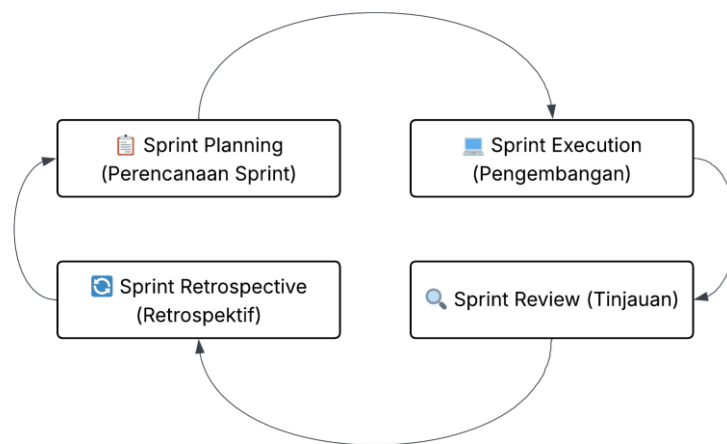 Sprint Planning
(Perencanaan Sprint)
Sprint Execution
(Pengembangan)
Sprint Retrospective
(Retrospektif)
Sprint Review (Tinjauan)